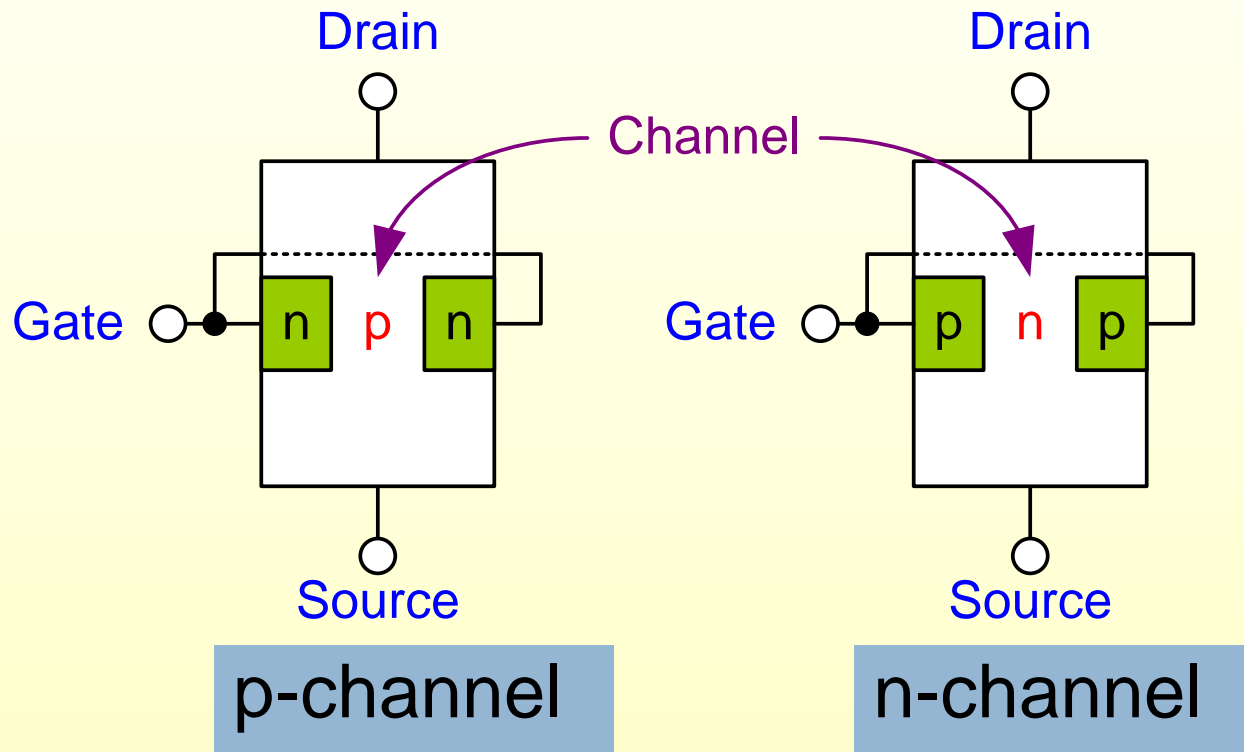 Drain
Drain
Channel
Gate
n p n
Gate
p n p
Source
Source
p-channel
n-channel